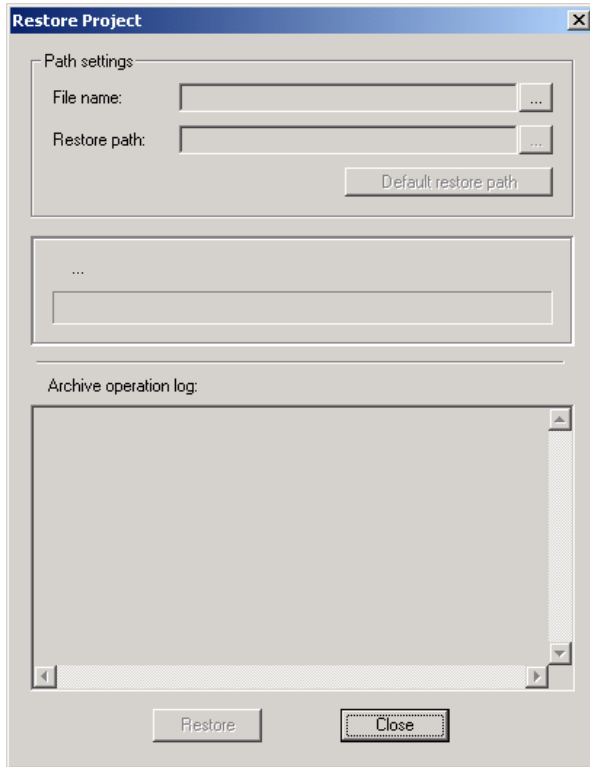 Restore Project
Path settings
File name:
...
Restore path:
...
Default restore path
...
Archive operation log:
Restore
Close